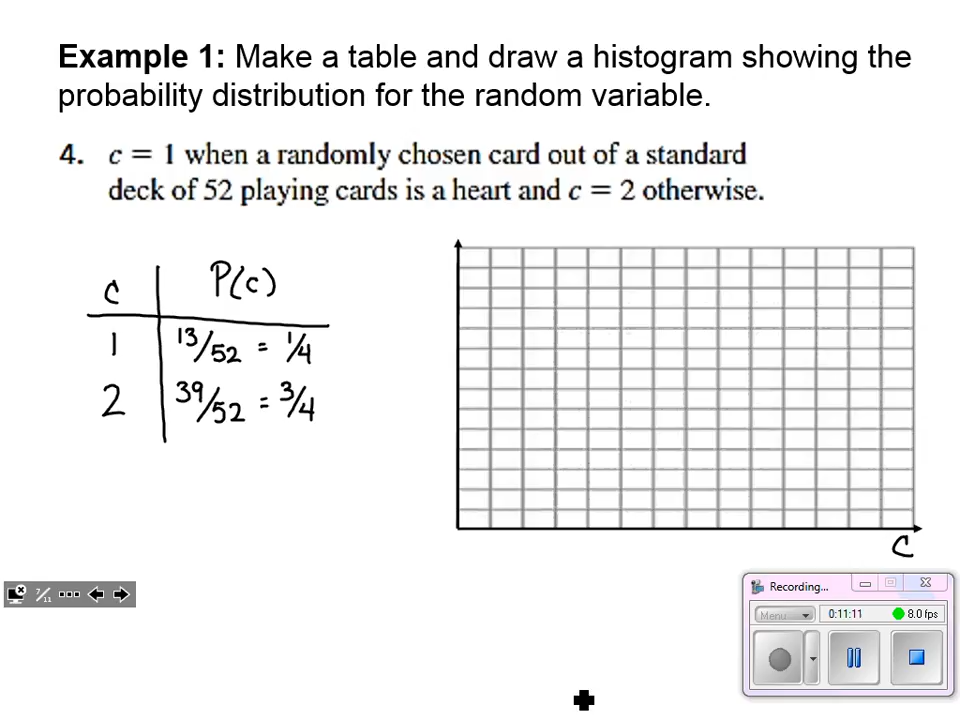 Example 1: Make a table and draw a histogram showing the
probability distribution for the random variable.
4. c = 1 when a randomly chosen card out of a standard
deck of 52 playing cards is a heart and c = 2 otherwise.
c P(c)
1 13/52 = 1/4
2 39/52 = 3/4
c
7/11
Recording...
Menu 0:11:11 8.0 fps